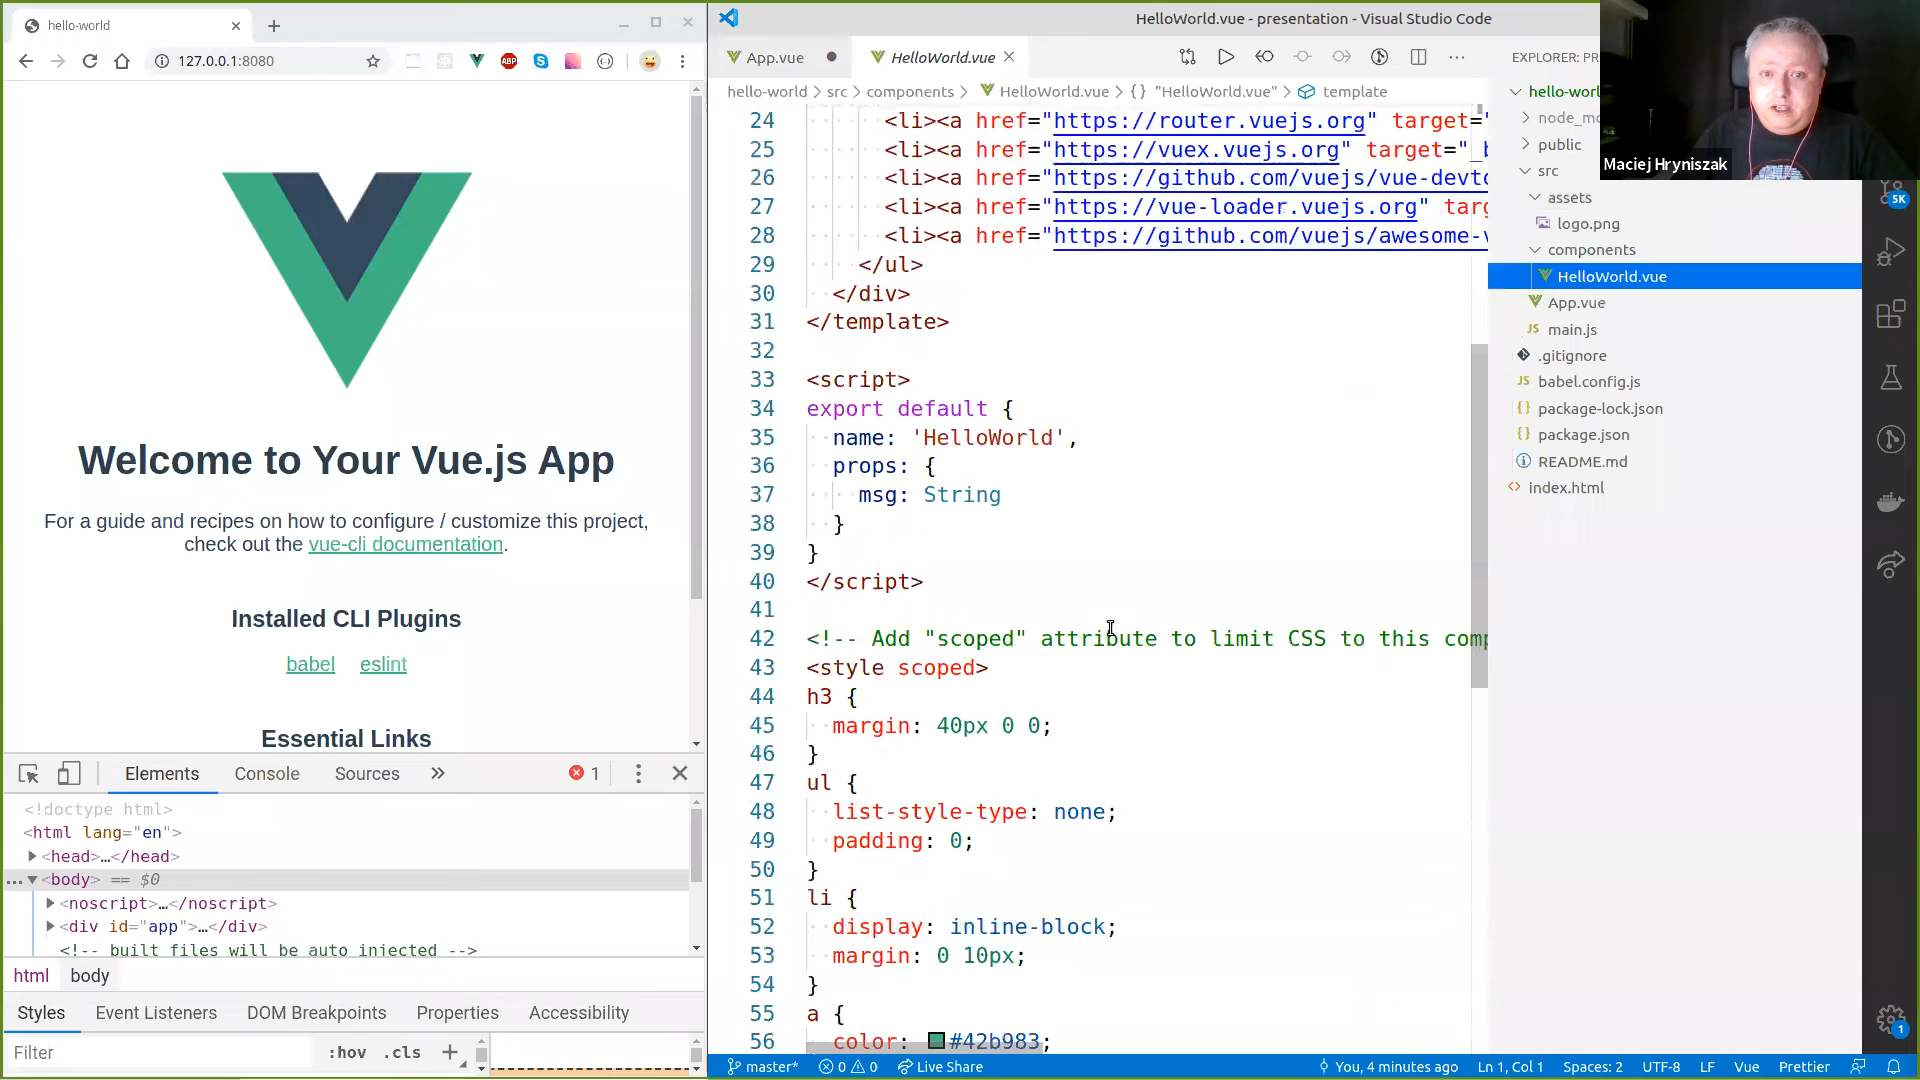 hello-world
127.0.0.1:8080
ABP
Welcome to Your Vue.js App
For a guide and recipes on how to configure / customize this project,
check out the vue-cli documentation.
Installed CLI Plugins
babel eslint
Essential Links
Elements Console Sources 1
<!doctype html>
<html lang="en">
<head>…</head>
<body> == $0
<noscript>…</noscript>
<div id="app">…</div>
<!-- built files will be auto injected -->
html body
Styles Event Listeners DOM Breakpoints Properties Accessibility
Filter :hov .cls +
HelloWorld.vue - presentation - Visual Studio Code
App.vue HelloWorld.vue
hello-world > src > components > HelloWorld.vue > {} "HelloWorld.vue" > template
24 <li><a href="https://router.vuejs.org" target="
25 <li><a href="https://vuex.vuejs.org" target="_b
26 <li><a href="https://github.com/vuejs/vue-devto
27 <li><a href="https://vue-loader.vuejs.org" targ
28 <li><a href="https://github.com/vuejs/awesome-v
29 </ul>
30 </div>
31 </template>
32
33 <script>
34 export default {
35 name: 'HelloWorld',
36 props: {
37 msg: String
38 }
39 }
40 </script>
41
42 <!-- Add "scoped" attribute to limit CSS to this comp
43 <style scoped>
44 h3 {
45 margin: 40px 0 0;
46 }
47 ul {
48 list-style-type: none;
49 padding: 0;
50 }
51 li {
52 display: inline-block;
53 margin: 0 10px;
54 }
55 a {
56 color: #42b983;
EXPLORER: PR
hello-worl
node_mo
public
src
assets
logo.png
components
HelloWorld.vue
App.vue
JS main.js
.gitignore
JS babel.config.js
{} package-lock.json
{} package.json
README.md
<> index.html
Maciej Hryniszak
5K
1
master* 0 0 Live Share You, 4 minutes ago Ln 1, Col 1 Spaces: 2 UTF-8 LF Vue Prettier